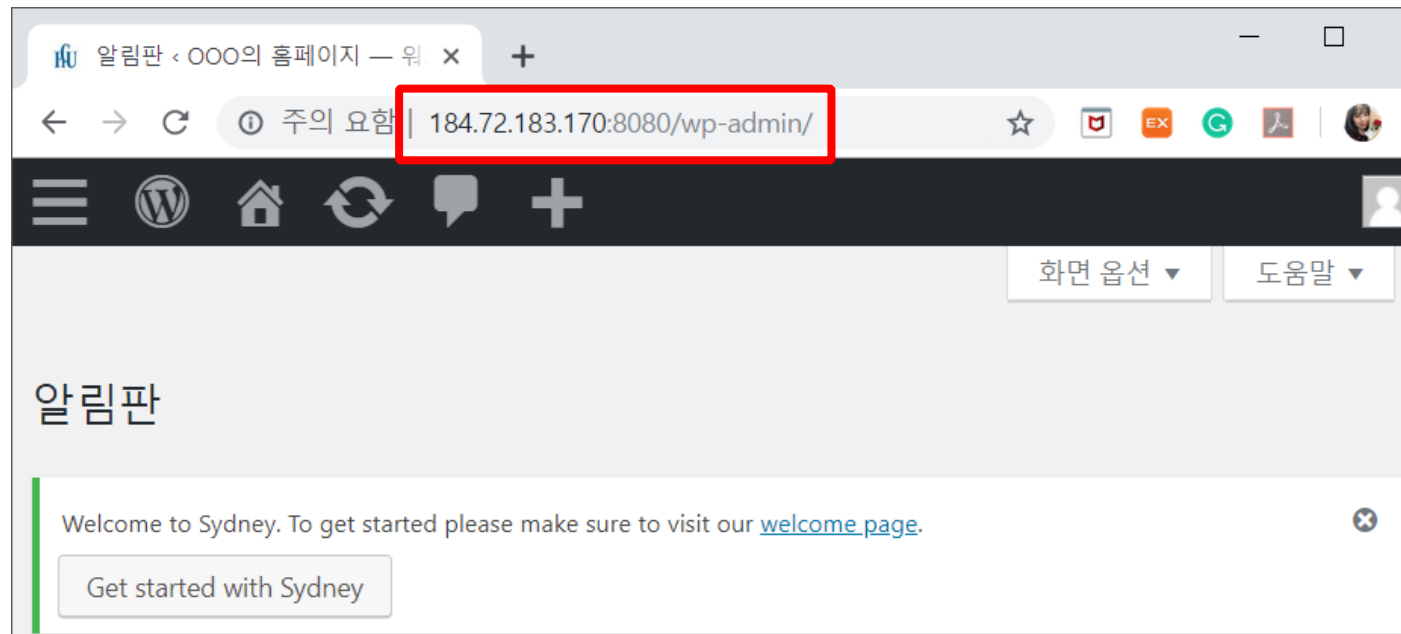 알림판 ‹ OOO의 홈페이지 — 워
주의 요함 | 184.72.183.170:8080/wp-admin/
EX
화면 옵션 ▼ 도움말 ▼
알림판
Welcome to Sydney. To get started please make sure to visit our welcome page.
Get started with Sydney